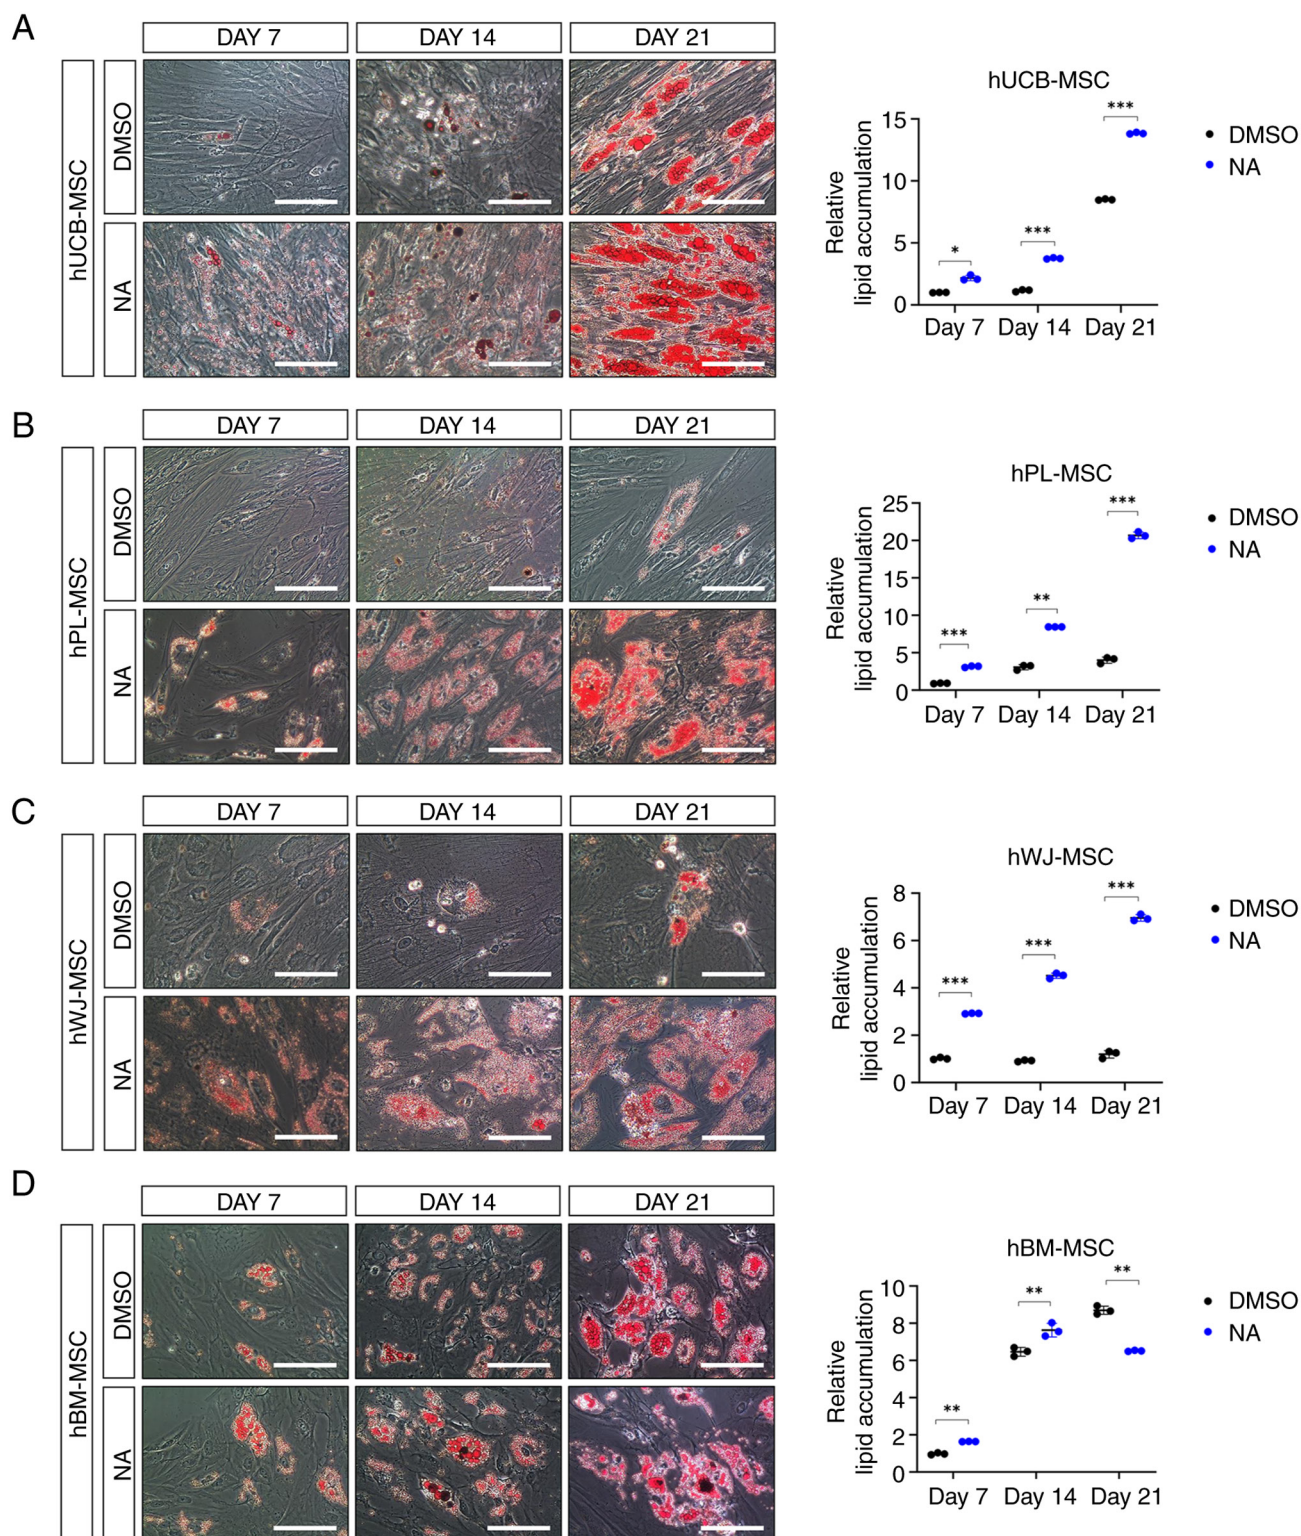 A
DAY 7
DAY 14
DAY 21
hUCB-MSC
DMSO
NA
hUCB-MSC
Relative
lipid accumulation
15
10
5
0
*
***
***
Day 7
Day 14
Day 21
DMSO
NA
B
DAY 7
DAY 14
DAY 21
hPL-MSC
DMSO
NA
hPL-MSC
Relative
lipid accumulation
25
20
15
10
5
0
***
**
***
Day 7
Day 14
Day 21
DMSO
NA
C
DAY 7
DAY 14
DAY 21
hWJ-MSC
DMSO
NA
hWJ-MSC
Relative
lipid accumulation
8
6
4
2
0
***
***
***
Day 7
Day 14
Day 21
DMSO
NA
D
DAY 7
DAY 14
DAY 21
hBM-MSC
DMSO
NA
hBM-MSC
Relative
lipid accumulation
10
8
6
4
2
0
**
**
**
Day 7
Day 14
Day 21
DMSO
NA